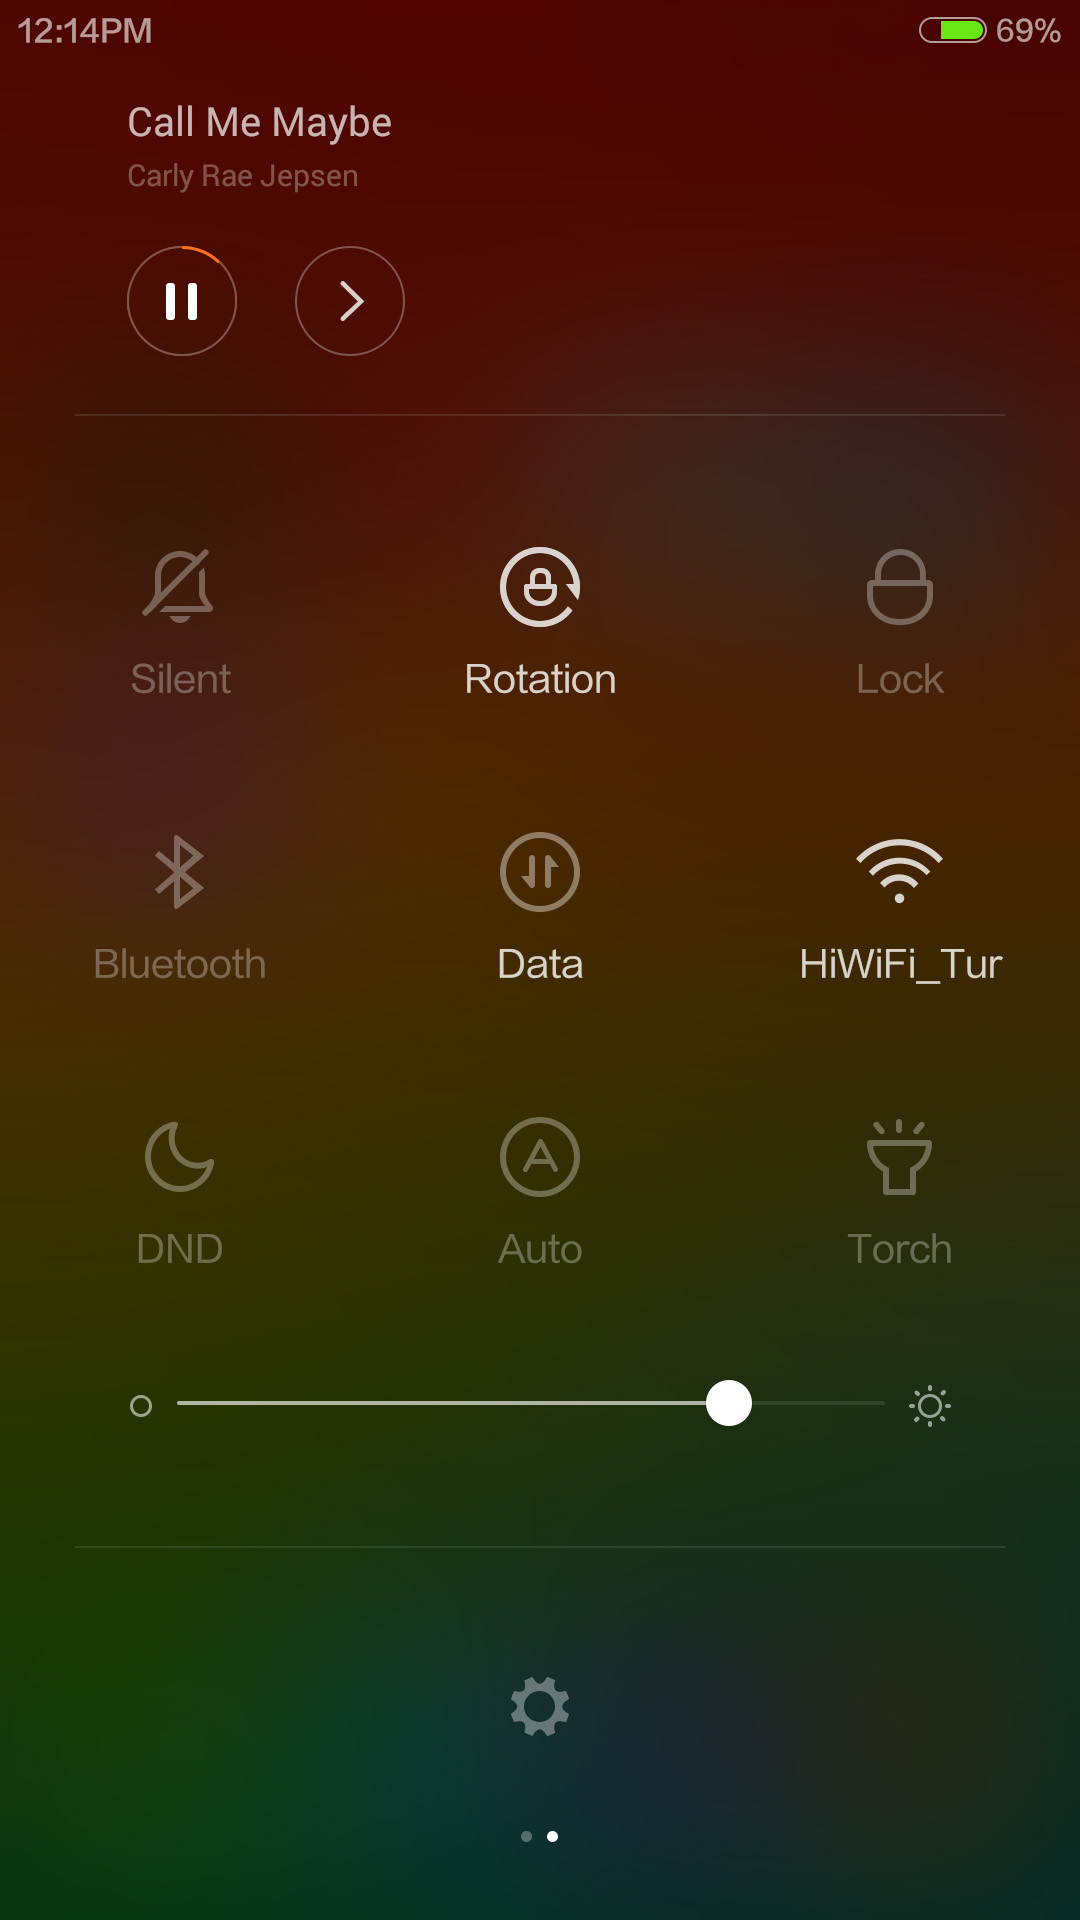 12:14PM 69%
Call Me Maybe
Carly Rae Jepsen
Silent Rotation Lock
Bluetooth Data HiWiFi_Tur
DND Auto Torch